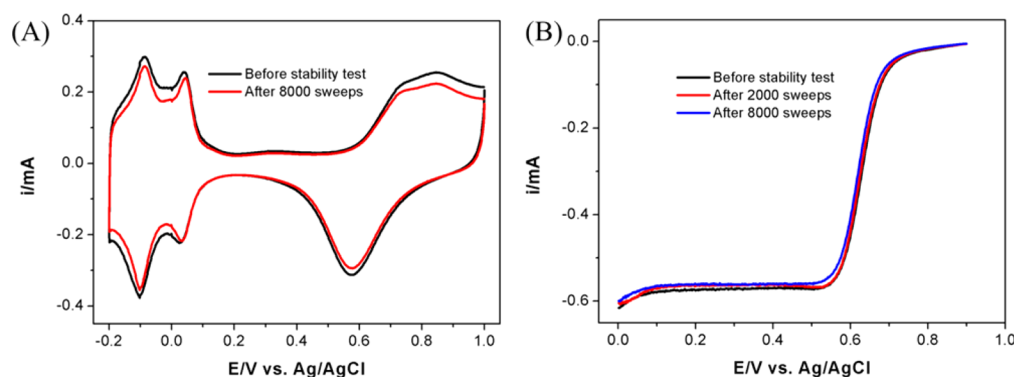 (A)
0.4
0.2
0.0
-0.2
-0.4
i/mA
Before stability test
After 8000 sweeps
-0.2 0.0 0.2 0.4 0.6 0.8 1.0
E/V vs. Ag/AgCl
(B)
0.0
-0.2
-0.4
-0.6
i/mA
Before stability test
After 2000 sweeps
After 8000 sweeps
0.0 0.2 0.4 0.6 0.8 1.0
E/V vs. Ag/AgCl